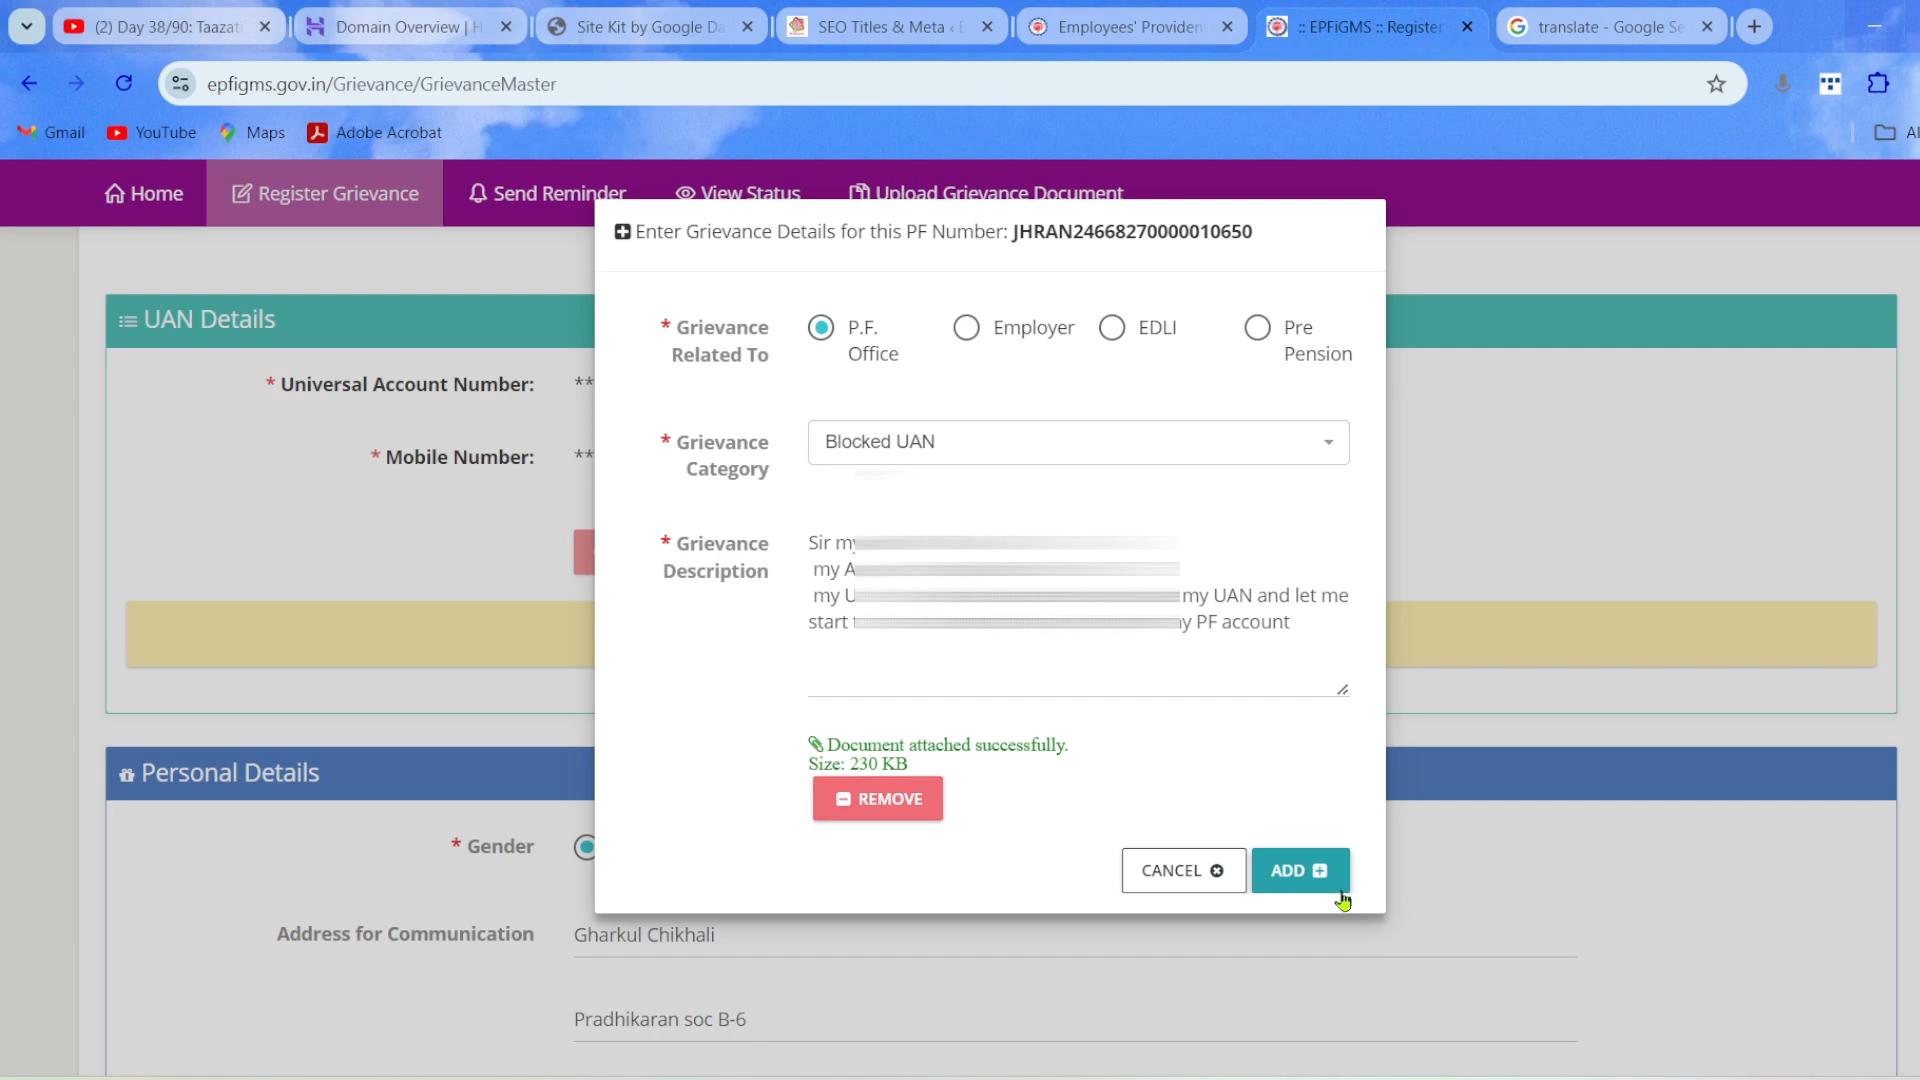 (2) Day 38/90: Taazat
Domain Overview | H
Site Kit by Google Da
SEO Titles & Meta ‹
Employees' Providen
:: EPFiGMS :: Register
translate - Google Se
epfigms.gov.in/Grievance/GrievanceMaster
Gmail
YouTube
Maps
Adobe Acrobat
Al
Home
Register Grievance
Send Reminder
View Status
Upload Grievance Document
Enter Grievance Details for this PF Number: JHRAN24668270000010650
UAN Details
* Grievance Related To
P.F. Office
Employer
EDLI
Pre Pension
* Universal Account Number: **
* Mobile Number: **
* Grievance Category
Blocked UAN
* Grievance Description
Sir my
my A
my U my UAN and let me
start y PF account
Document attached successfully.
Size: 230 KB
REMOVE
CANCEL
ADD
Personal Details
* Gender
Address for Communication
Gharkul Chikhali
Pradhikaran soc B-6